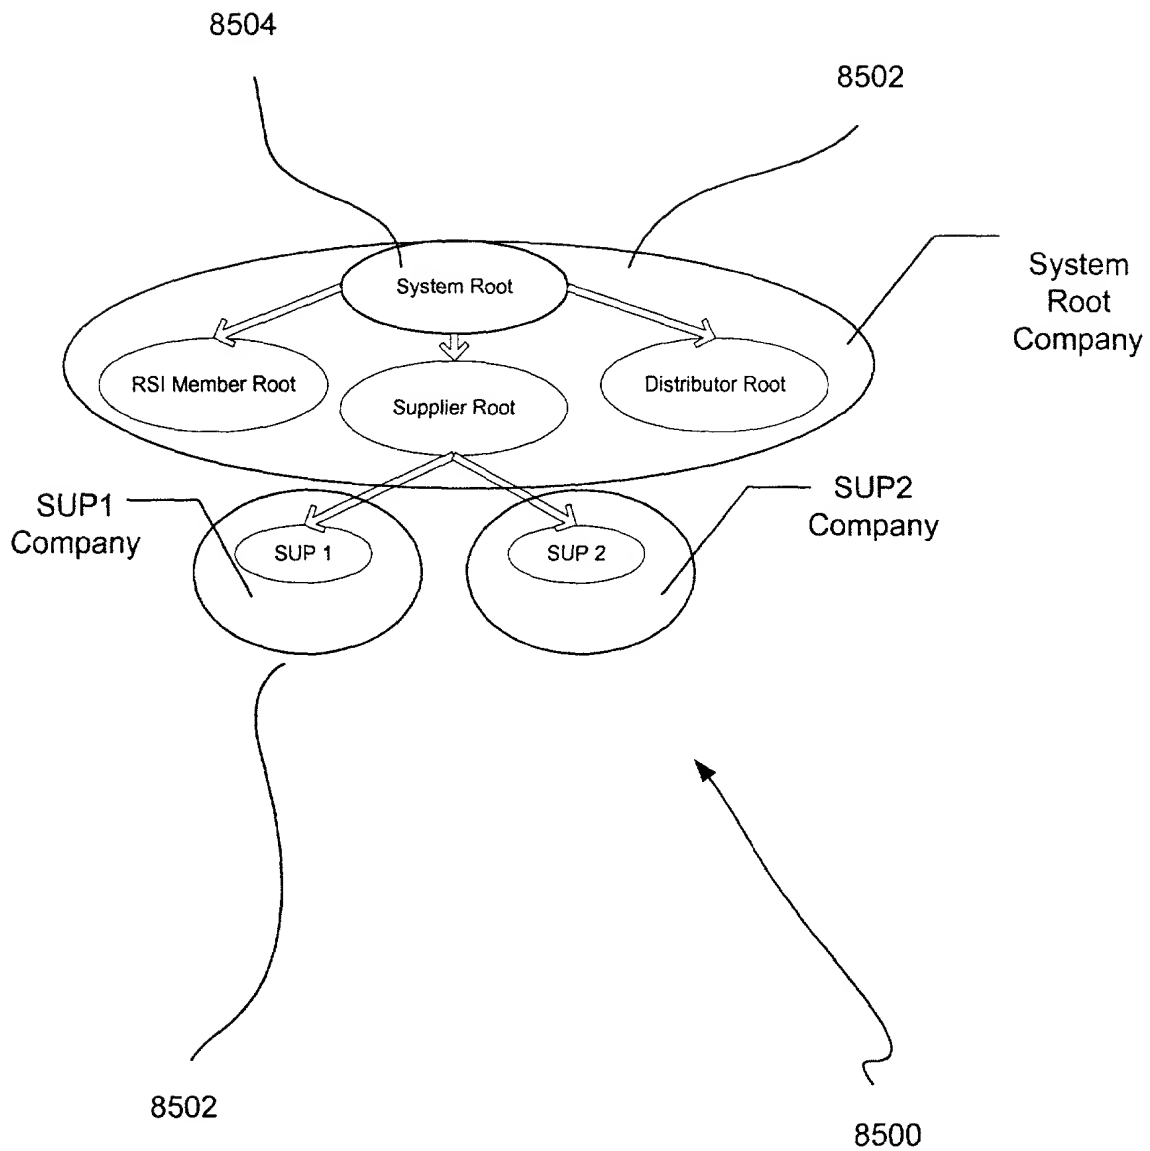 8504
8502
System
Root
Company
System Root
RSI Member Root
Supplier Root
Distributor Root
SUP1
Company
SUP2
Company
SUP 1
SUP 2
8502
8500